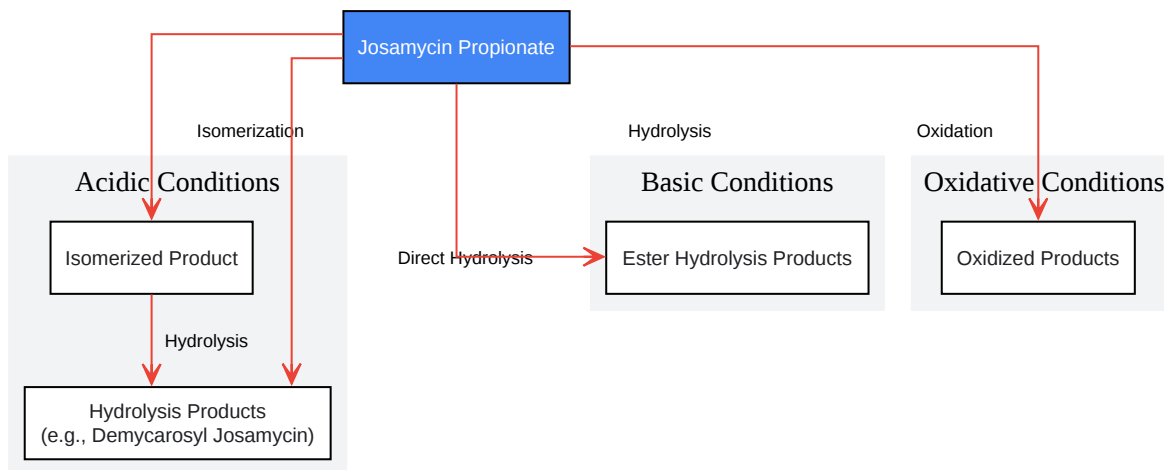 Josamycin Propionate
Isomerization
Hydrolysis
Oxidation
Acidic Conditions
Basic Conditions
Oxidative Conditions
Isomerized Product
Direct Hydrolysis
Ester Hydrolysis Products
Oxidized Products
Hydrolysis
Hydrolysis Products
(e.g., Demycarosyl Josamycin)